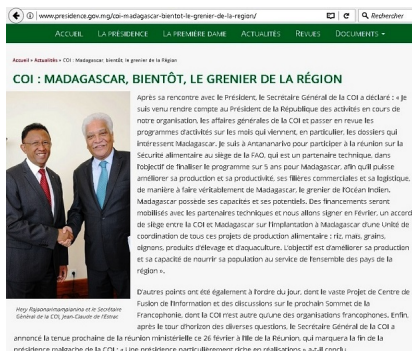 www.presidence.gov.mg/coi-madagascar-bientot-le-grenier-de-la-region/
Rechercher
ACCUEIL LA PRÉSIDENCE LA PREMIÈRE DAME ACTUALITÉS REVUES DOCUMENTS
Accueil » Actualités » COI : Madagascar, bientôt, le grenier de la Région
COI : MADAGASCAR, BIENTÔT, LE GRENIER DE LA RÉGION
Après sa rencontre avec le Président, le Secrétaire Général de la COI a déclaré : « Je
suis venu rendre compte au Président de la République des activités en cours de
notre organisation, les affaires générales de la COI et passer en revue les
programmes d'activités sur les mois qui viennent, en particulier, les dossiers qui
intéressent Madagascar. Je suis à Antananarivo pour participer à la réunion sur la
Sécurité alimentaire au siège de la FAO, qui est un partenaire technique, dans
l'objectif de finaliser le programme sur 5 ans pour Madagascar, afin qu'il puisse
améliorer sa production et sa productivité, ses filières commerciales et sa logistique,
de manière à faire véritablement de Madagascar, le grenier de l'Océan Indien.
Madagascar possède ses capacités et ses potentiels. Des financements seront
mobilisés avec les partenaires techniques et nous allons signer en Février, un accord
de siège entre la COI et Madagascar sur l'implantation à Madagascar d'une Unité de
coordination de tous ces projets de production alimentaire : riz, maïs, grains,
oignons, produits d'élevage et d'aquaculture. L'objectif est d'améliorer sa production
et sa capacité de nourrir sa population au service de l'ensemble des pays de la
région ».
Hery Rajaonarimampianina et le Secrétaire
Général de la COI, Jean-Claude de l'Estrac
D'autres points ont été également à l'ordre du jour, dont le vaste Projet de Centre de
Fusion de l'Information et des discussions sur le prochain Sommet de la
Francophonie, dont la COI n'est autre qu'une des organisations francophones. Enfin,
après le tour d'horizon des diverses questions, le Secrétaire Général de la COI a
annoncé la tenue prochaine de la réunion ministérielle ce 26 février à l'île de la Réunion, qui marquera la fin de la
présidence malgache de la COI : « Une présidence particulièrement riche en réalisations » a-t-il conclu